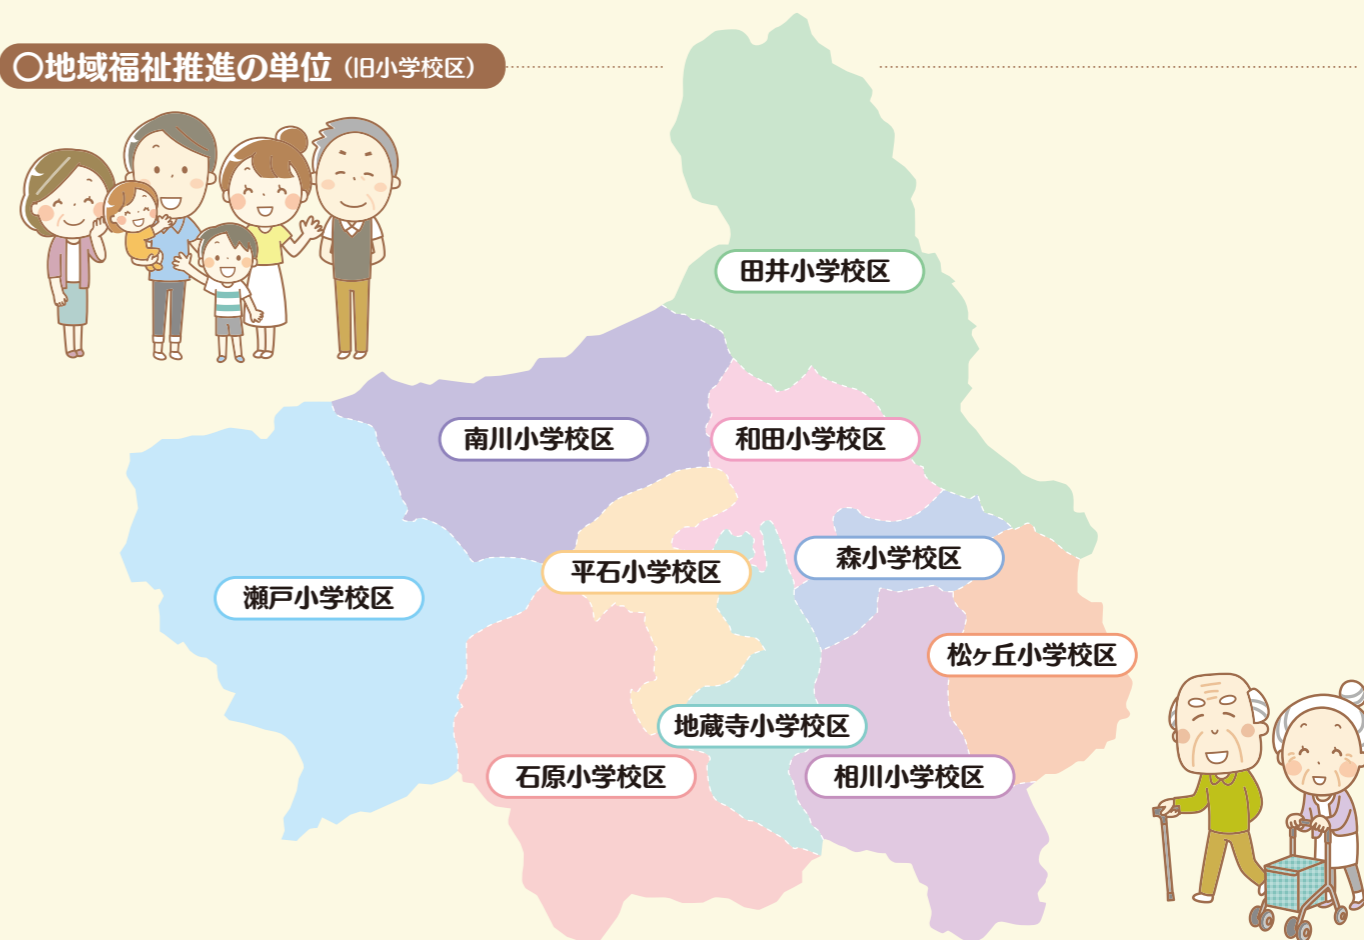 〇地域福祉推進の単位（旧小学校区）
田井小学校区
南川小学校区
和田小学校区
森小学校区
平石小学校区
瀬戸小学校区
松ヶ丘小学校区
地蔵寺小学校区
石原小学校区
相川小学校区